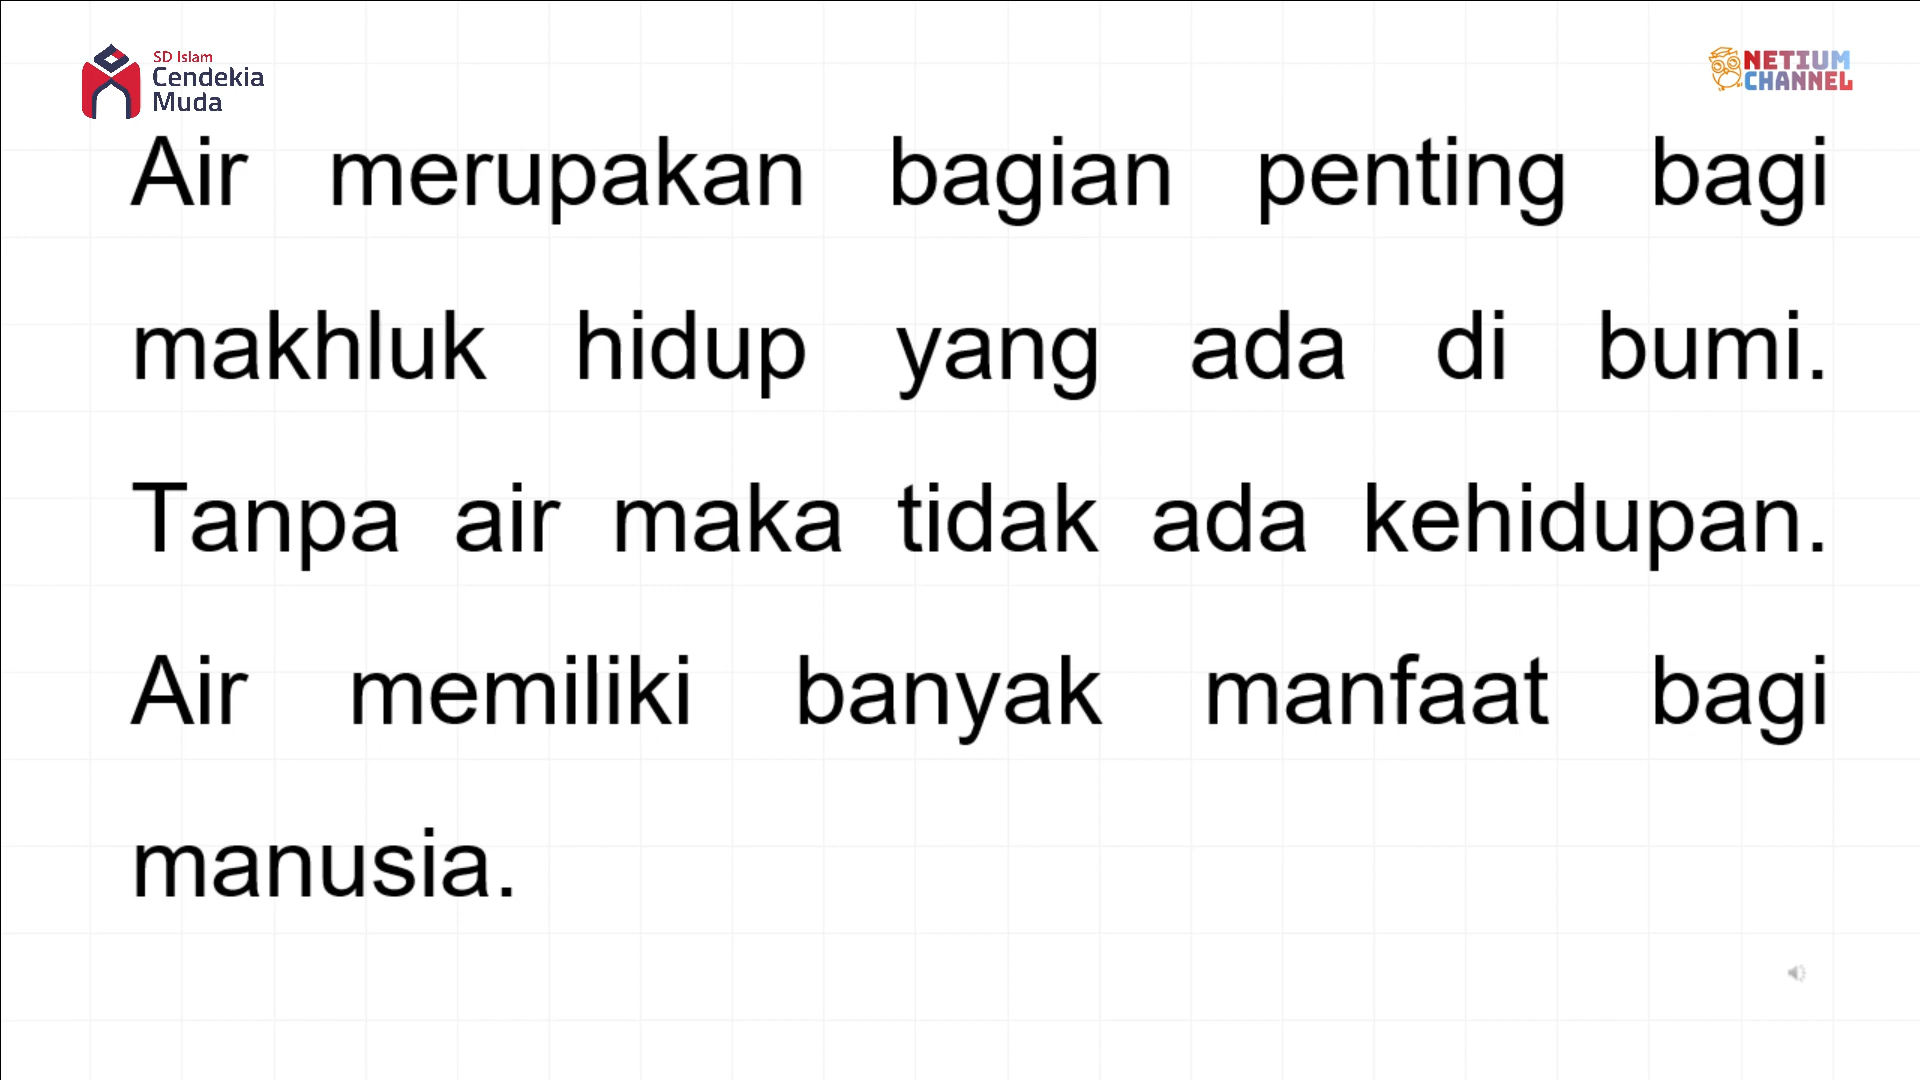 SD Islam
Cendekia
Muda
NETIUM
CHANNEL
Air merupakan bagian penting bagi
makhluk hidup yang ada di bumi.
Tanpa air maka tidak ada kehidupan.
Air memiliki banyak manfaat bagi
manusia.